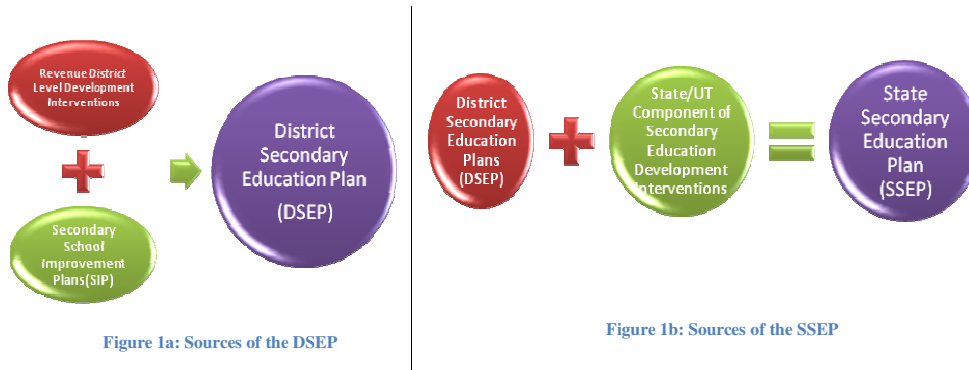 Revenue District
Level Development
Interventions
Secondary
School
Improvement
Plans(SIP)
District
Secondary
Education Plan
(DSEP)
Figure 1a: Sources of the DSEP
District
Secondary
Education
Plans
(DSEP)
State/UT
Component of
Secondary
Education
Development
Interventions
State
Secondary
Education
Plan
(SSEP)
Figure 1b: Sources of the SSEP